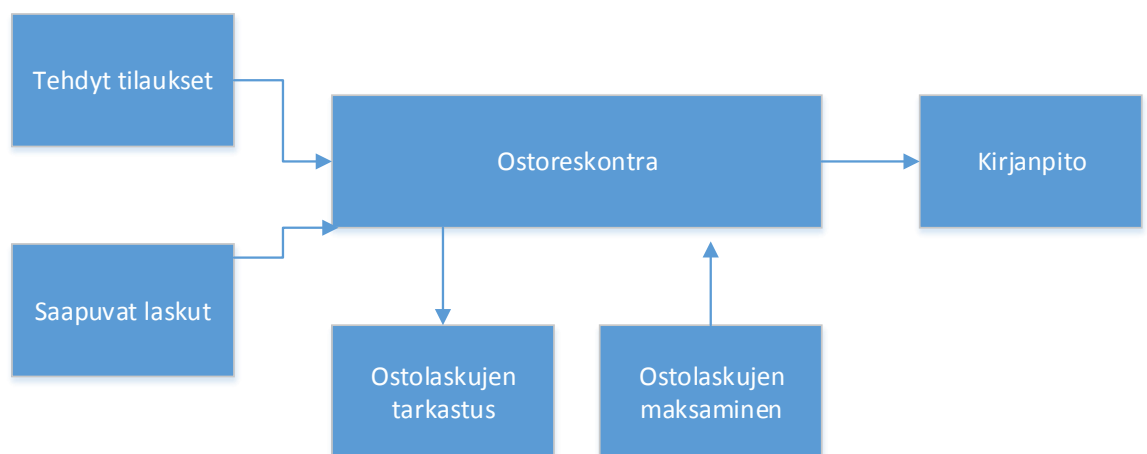 Tehdyt tilaukset
Ostoreskontra
Kirjanpito
Saapuvat laskut
Ostolaskujen
tarkastus
Ostolaskujen
maksaminen